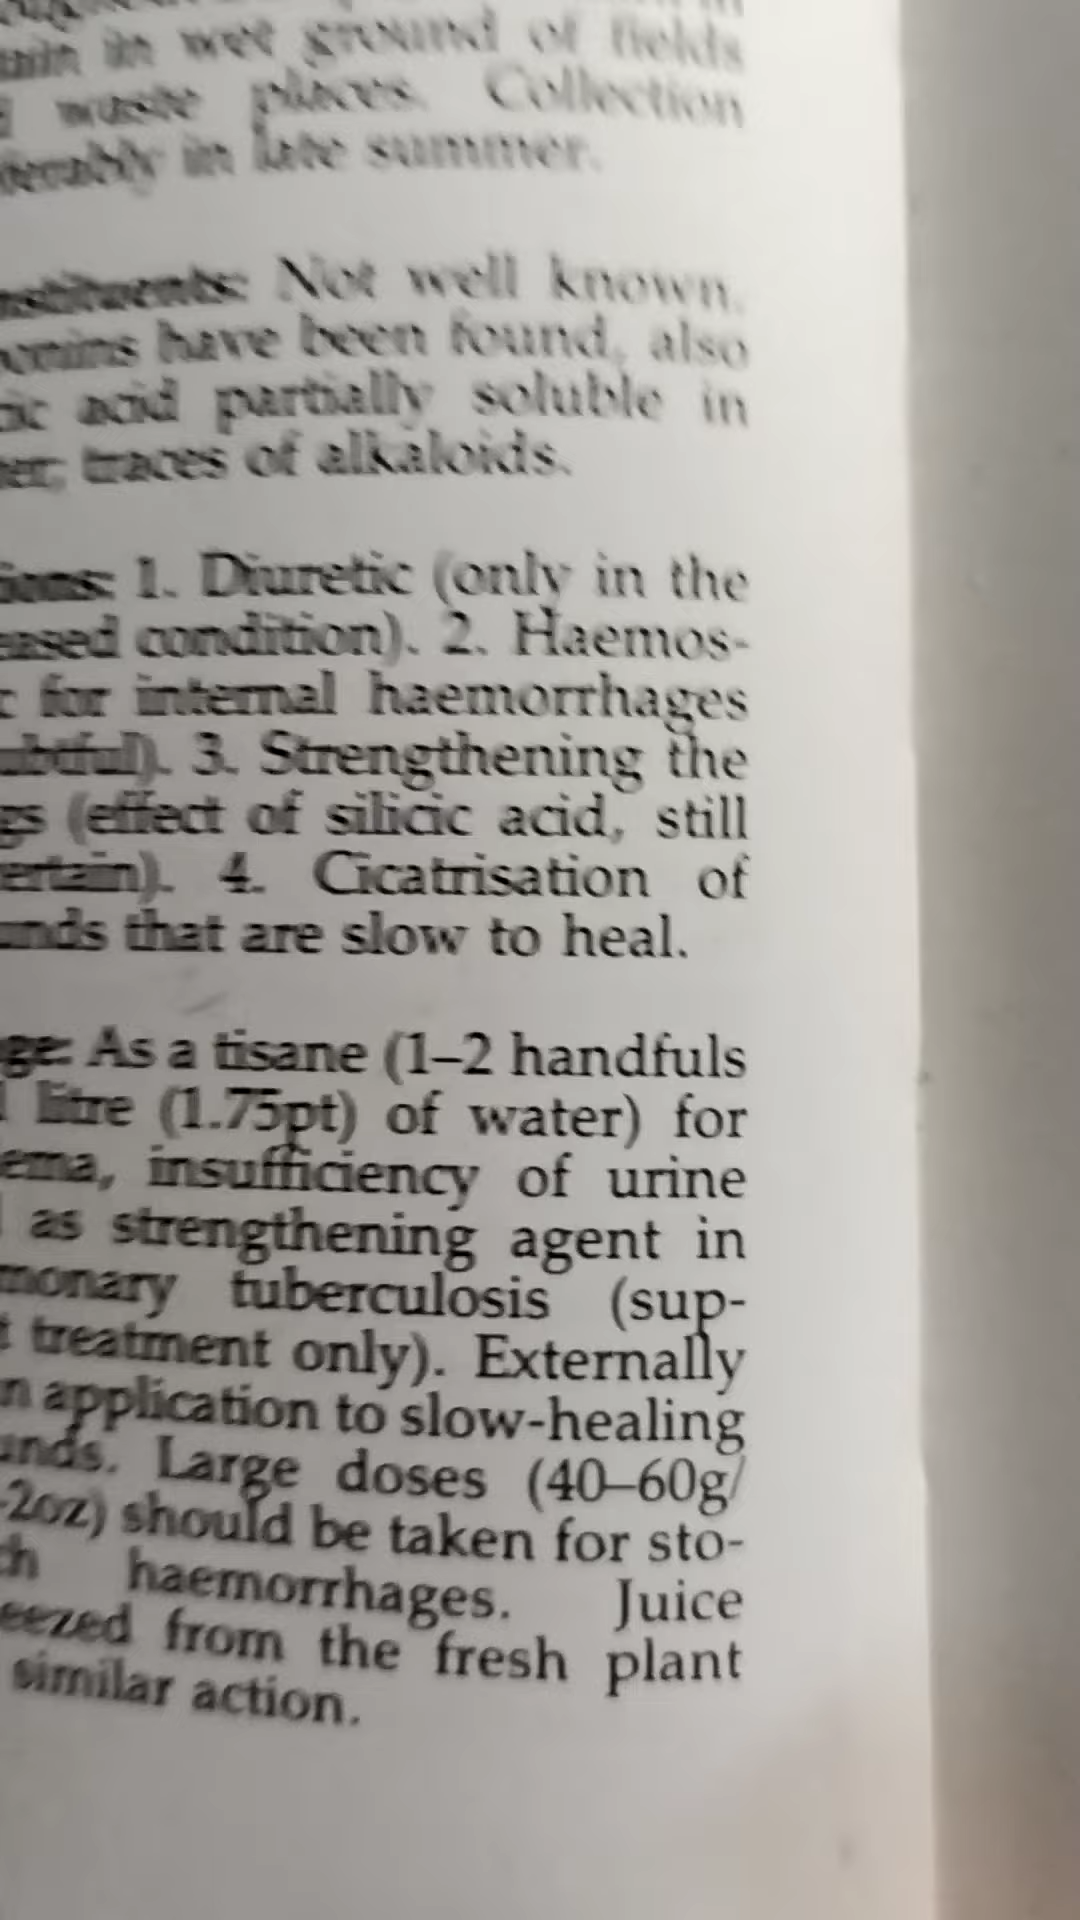 in wet ground of fields
waste places. Collection
in late summer.
Not well known.
have been found, also
acid partially soluble in
traces of alkaloids.
1. Diuretic (only in the
condition). 2. Haemos-
for internal haemorrhages
3. Strengthening the
(effect of silicic acid, still
4. Cicatrisation of
that are slow to heal.
As a tisane (1–2 handfuls
litre (1.75pt) of water) for
insufficiency of urine
as strengthening agent in
tuberculosis (sup-
treatment only). Externally
application to slow-healing
Large doses (40–60g/
2oz) should be taken for sto-
haemorrhages. Juice
from the fresh plant
similar action.